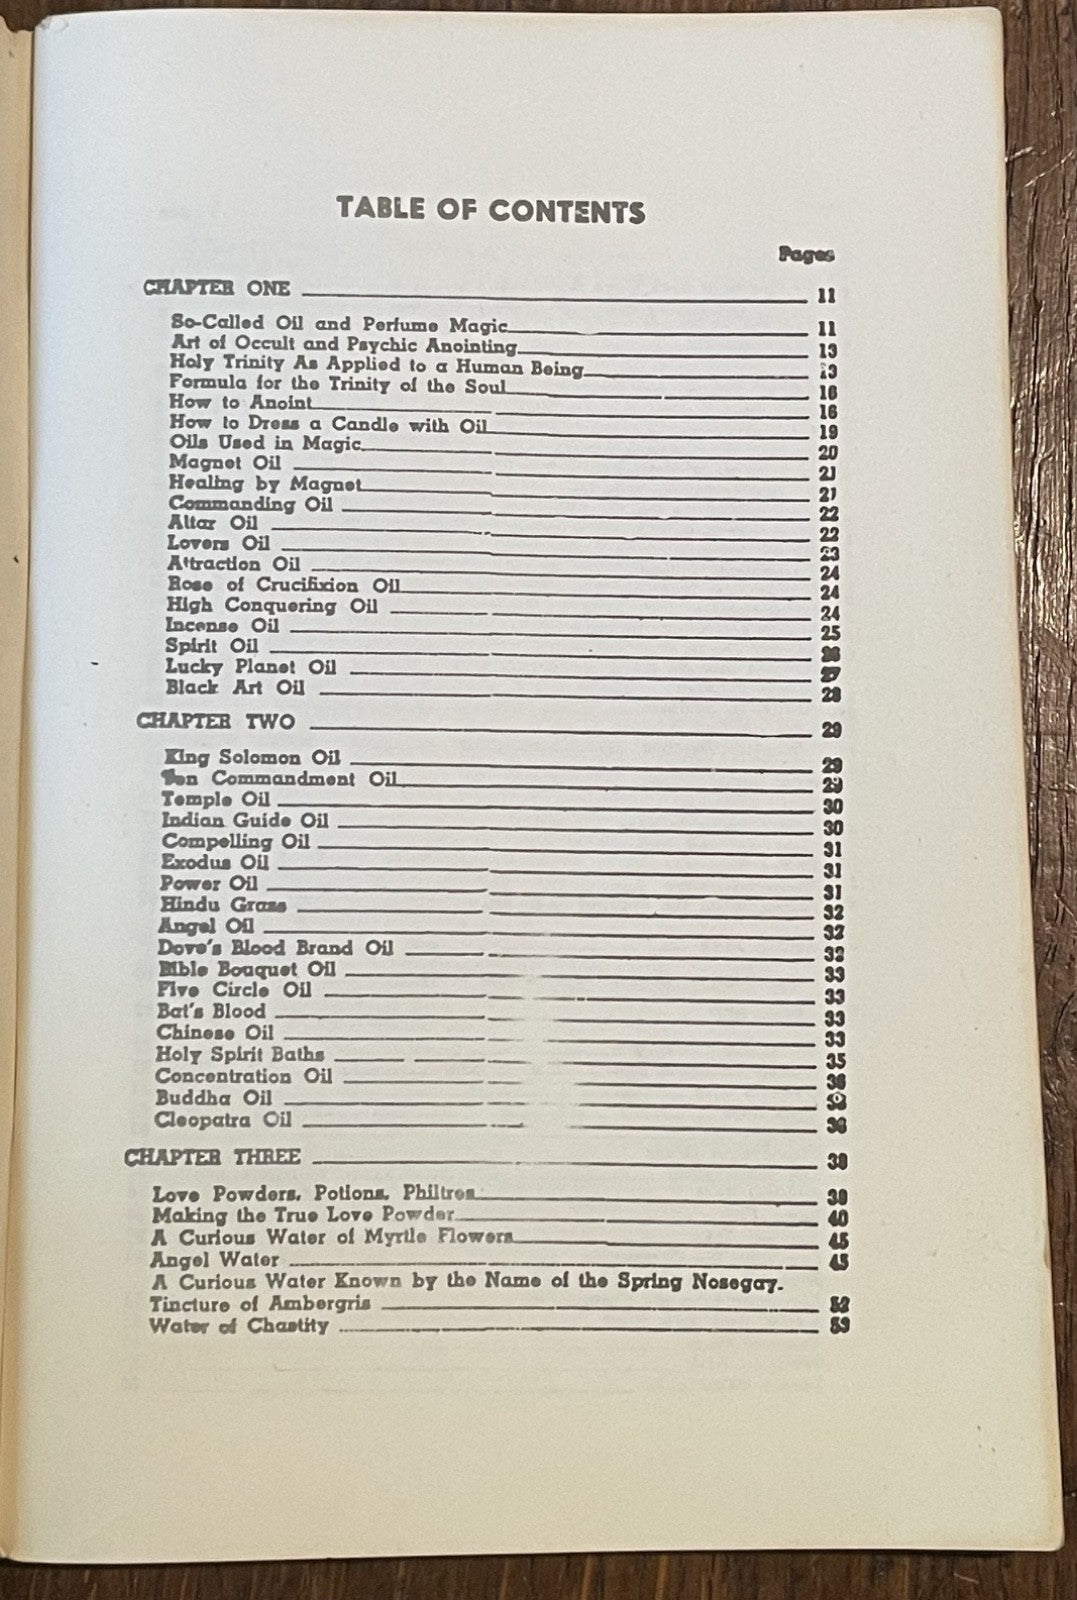 TABLE OF CONTENTS
Pages
CHAPTER ONE 11
So-Called Oil and Perfume Magic 11
Art of Occult and Psychic Anointing 13
Holy Trinity As Applied to a Human Being 13
Formula for the Trinity of the Soul 16
How to Anoint 16
How to Dress a Candle with Oil 19
Oils Used in Magic 20
Magnet Oil 21
Healing by Magnet 21
Commanding Oil 22
Altar Oil 22
Lovers Oil 23
Attraction Oil 24
Rose of Crucifixion Oil 24
High Conquering Oil 24
Incense Oil 25
Spirit Oil 26
Lucky Planet Oil 27
Black Art Oil 28
CHAPTER TWO 29
King Solomon Oil 29
Ten Commandment Oil 29
Temple Oil 30
Indian Guide Oil 30
Compelling Oil 31
Exodus Oil 31
Power Oil 31
Hindu Grass 32
Angel Oil 32
Dove's Blood Brand Oil 32
Bible Bouquet Oil 33
Five Circle Oil 33
Bat's Blood 33
Chinese Oil 33
Holy Spirit Baths 35
Concentration Oil 36
Buddha Oil
Cleopatra Oil 36
CHAPTER THREE
Love Powders, Potions, Philtres
Making the True Love Powder 40
A Curious Water of Myrtle Flowers 45
Angel Water 45
A Curious Water Known by the Name of the Spring Nosegay.
Tincture of Ambergris
Water of Chastity 53